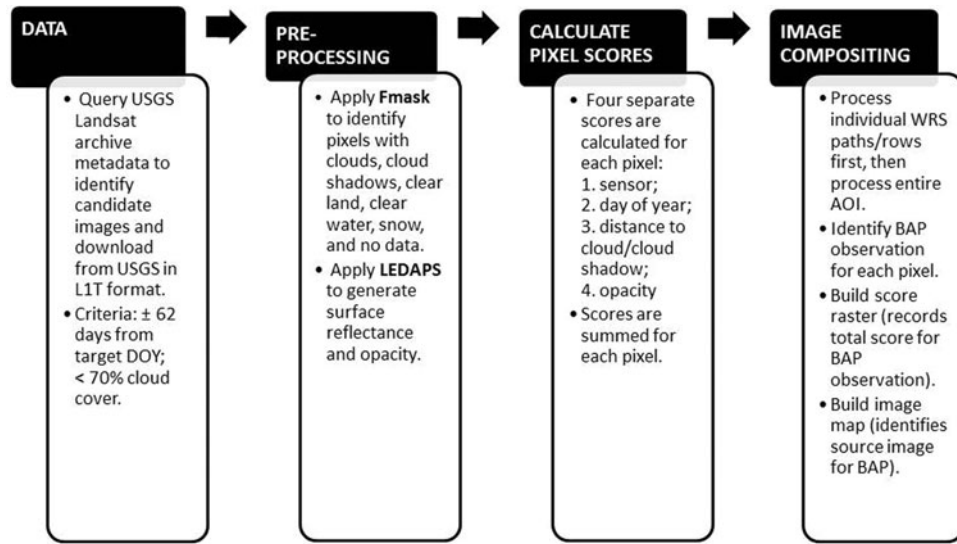 DATA
• Query USGS
Landsat
archive
metadata to
identify
candidate
images and
download
from USGS in
L1T format.
• Criteria: ± 62
days from
target DOY;
< 70% cloud
cover.
PRE-
PROCESSING
• Apply Fmask
to identify
pixels with
clouds, cloud
shadows, clear
land, clear
water, snow,
and no data.
• Apply LEDAPS
to generate
surface
reflectance
and opacity.
CALCULATE
PIXEL SCORES
• Four separate
scores are
calculated for
each pixel:
1. sensor;
2. day of year;
3. distance to
cloud/cloud
shadow;
4. opacity
• Scores are
summed for
each pixel.
IMAGE
COMPOSITING
• Process
individual WRS
paths/rows
first, then
process entire
AOI.
• Identify BAP
observation
for each pixel.
• Build score
raster (records
total score for
BAP
observation).
• Build image
map (identifies
source image
for BAP).